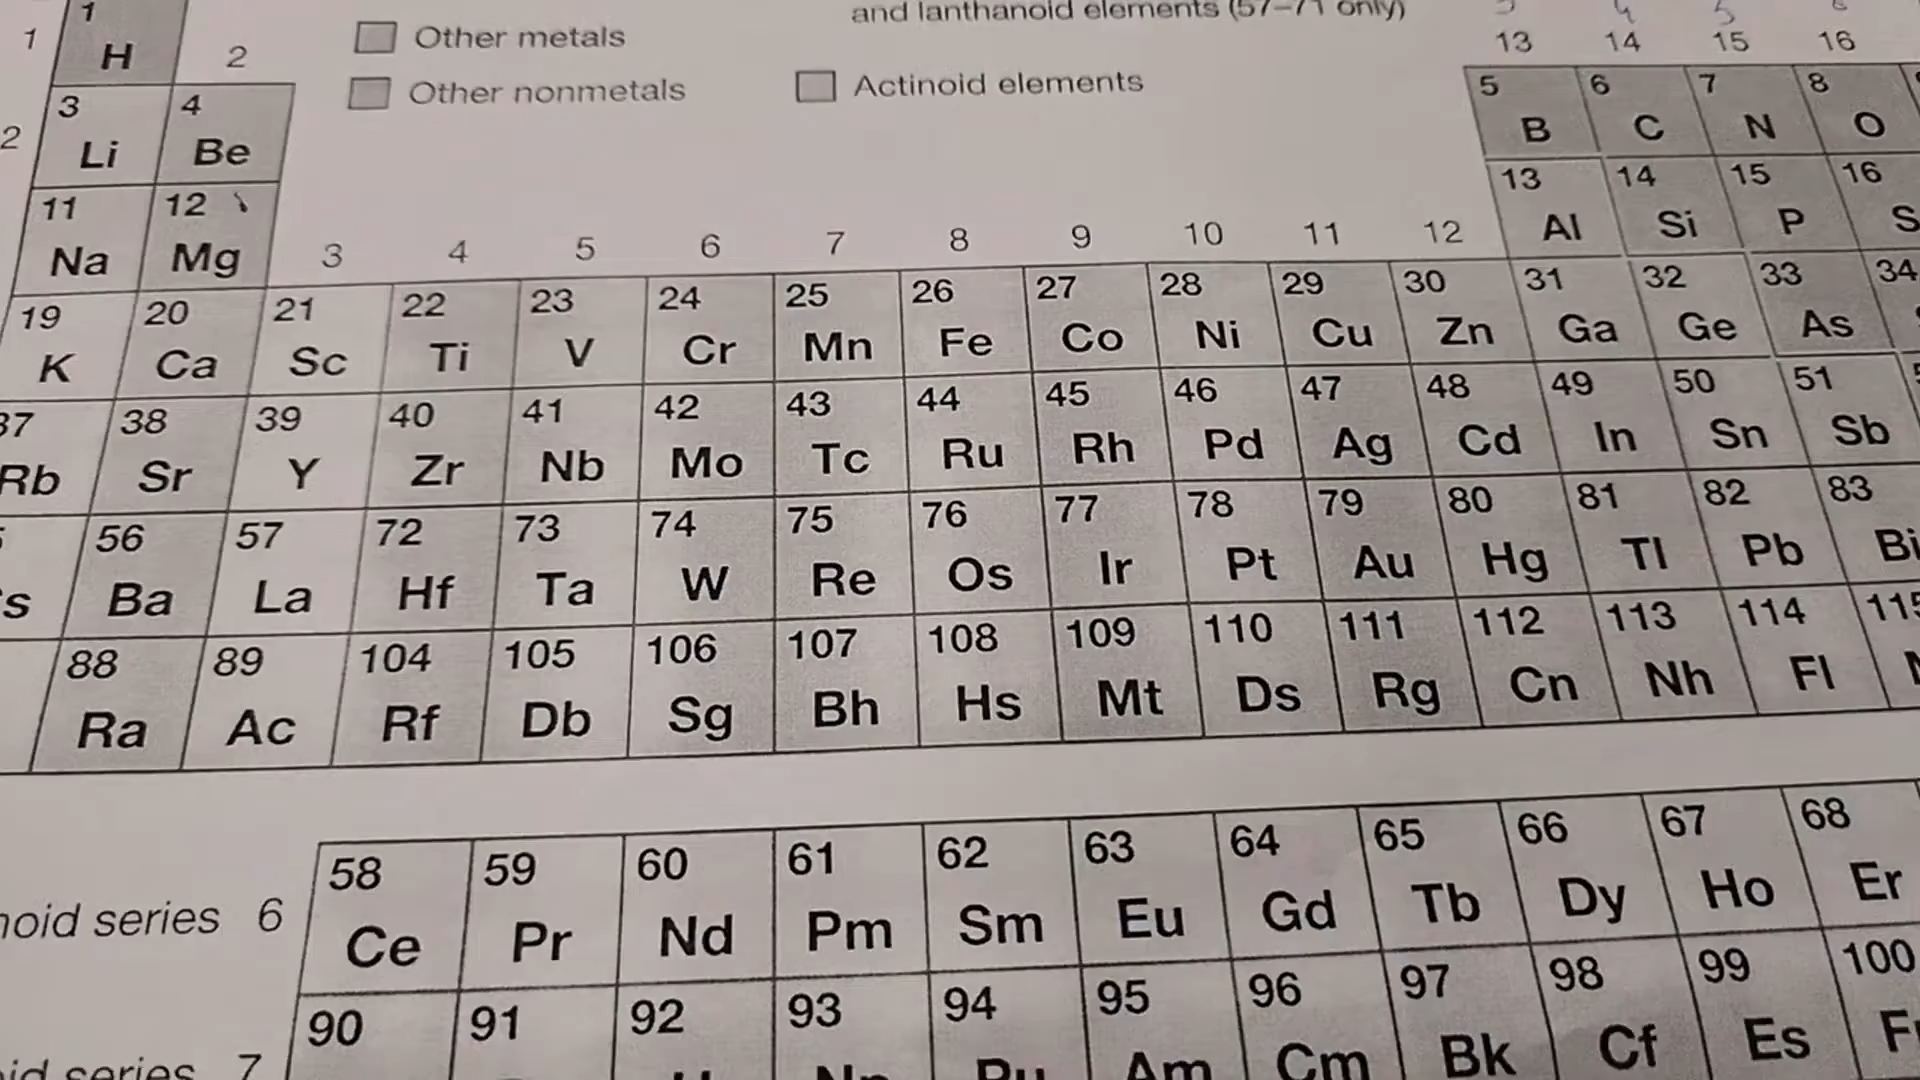 and lanthanoid elements (57–71 only)
1 Other metals 13 14 15 16
1 H 2
Other nonmetals Actinoid elements 5 6 7 8
3 4 B C N O
2 Li Be
11 12 13 14 15 16
Na Mg Al Si P S
3 4 5 6 7 8 9 10 11 12
19 20 21 22 23 24 25 26 27 28 29 30 31 32 33 34
K Ca Sc Ti V Cr Mn Fe Co Ni Cu Zn Ga Ge As
37 38 39 40 41 42 43 44 45 46 47 48 49 50 51
Rb Sr Y Zr Nb Mo Tc Ru Rh Pd Ag Cd In Sn Sb
56 57 72 73 74 75 76 77 78 79 80 81 82 83
s Ba La Hf Ta W Re Os Ir Pt Au Hg Tl Pb Bi
88 89 104 105 106 107 108 109 110 111 112 113 114 115
Ra Ac Rf Db Sg Bh Hs Mt Ds Rg Cn Nh Fl
58 59 60 61 62 63 64 65 66 67 68
noid series 6 Ce Pr Nd Pm Sm Eu Gd Tb Dy Ho Er
90 91 92 93 94 95 96 97 98 99 100
id series 7 Np Pu Am Cm Bk Cf Es